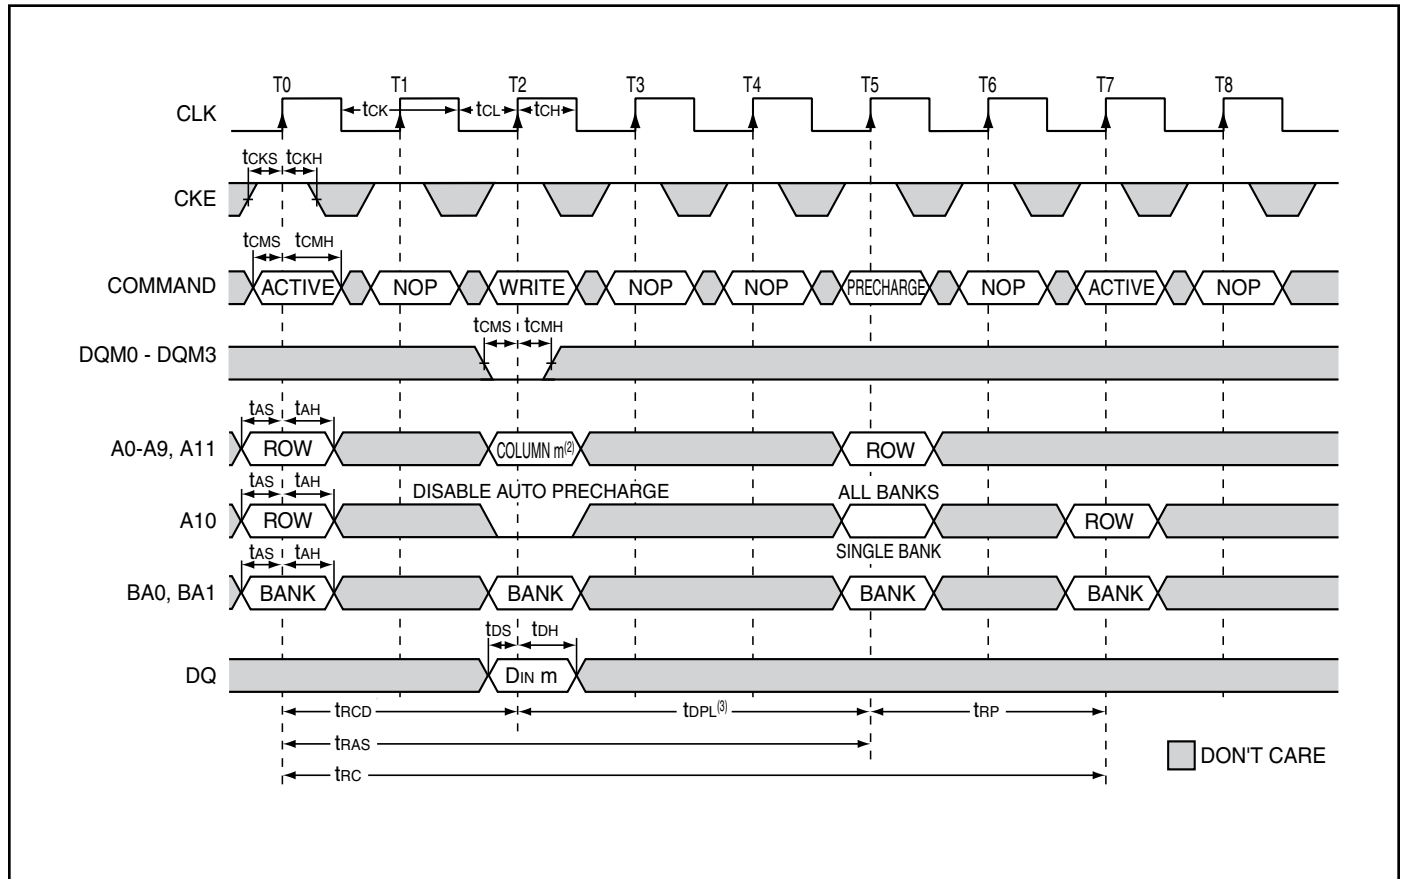 T0 T1 T2 T3 T4 T5 T6 T7 T8
CLK tCK tCL tCH
tCKS tCKH
CKE
tCMS tCMH
COMMAND ACTIVE NOP WRITE NOP NOP PRECHARGE NOP ACTIVE NOP
tCMS tCMH
DQM0 - DQM3
tAS tAH
A0-A9, A11 ROW COLUMN m(2) ROW
tAS tAH DISABLE AUTO PRECHARGE ALL BANKS
A10 ROW ROW
tAS tAH SINGLE BANK
BA0, BA1 BANK BANK BANK BANK
tDS tDH
DQ DIN m
tRCD tDPL(3) tRP
tRAS
DON'T CARE
tRC